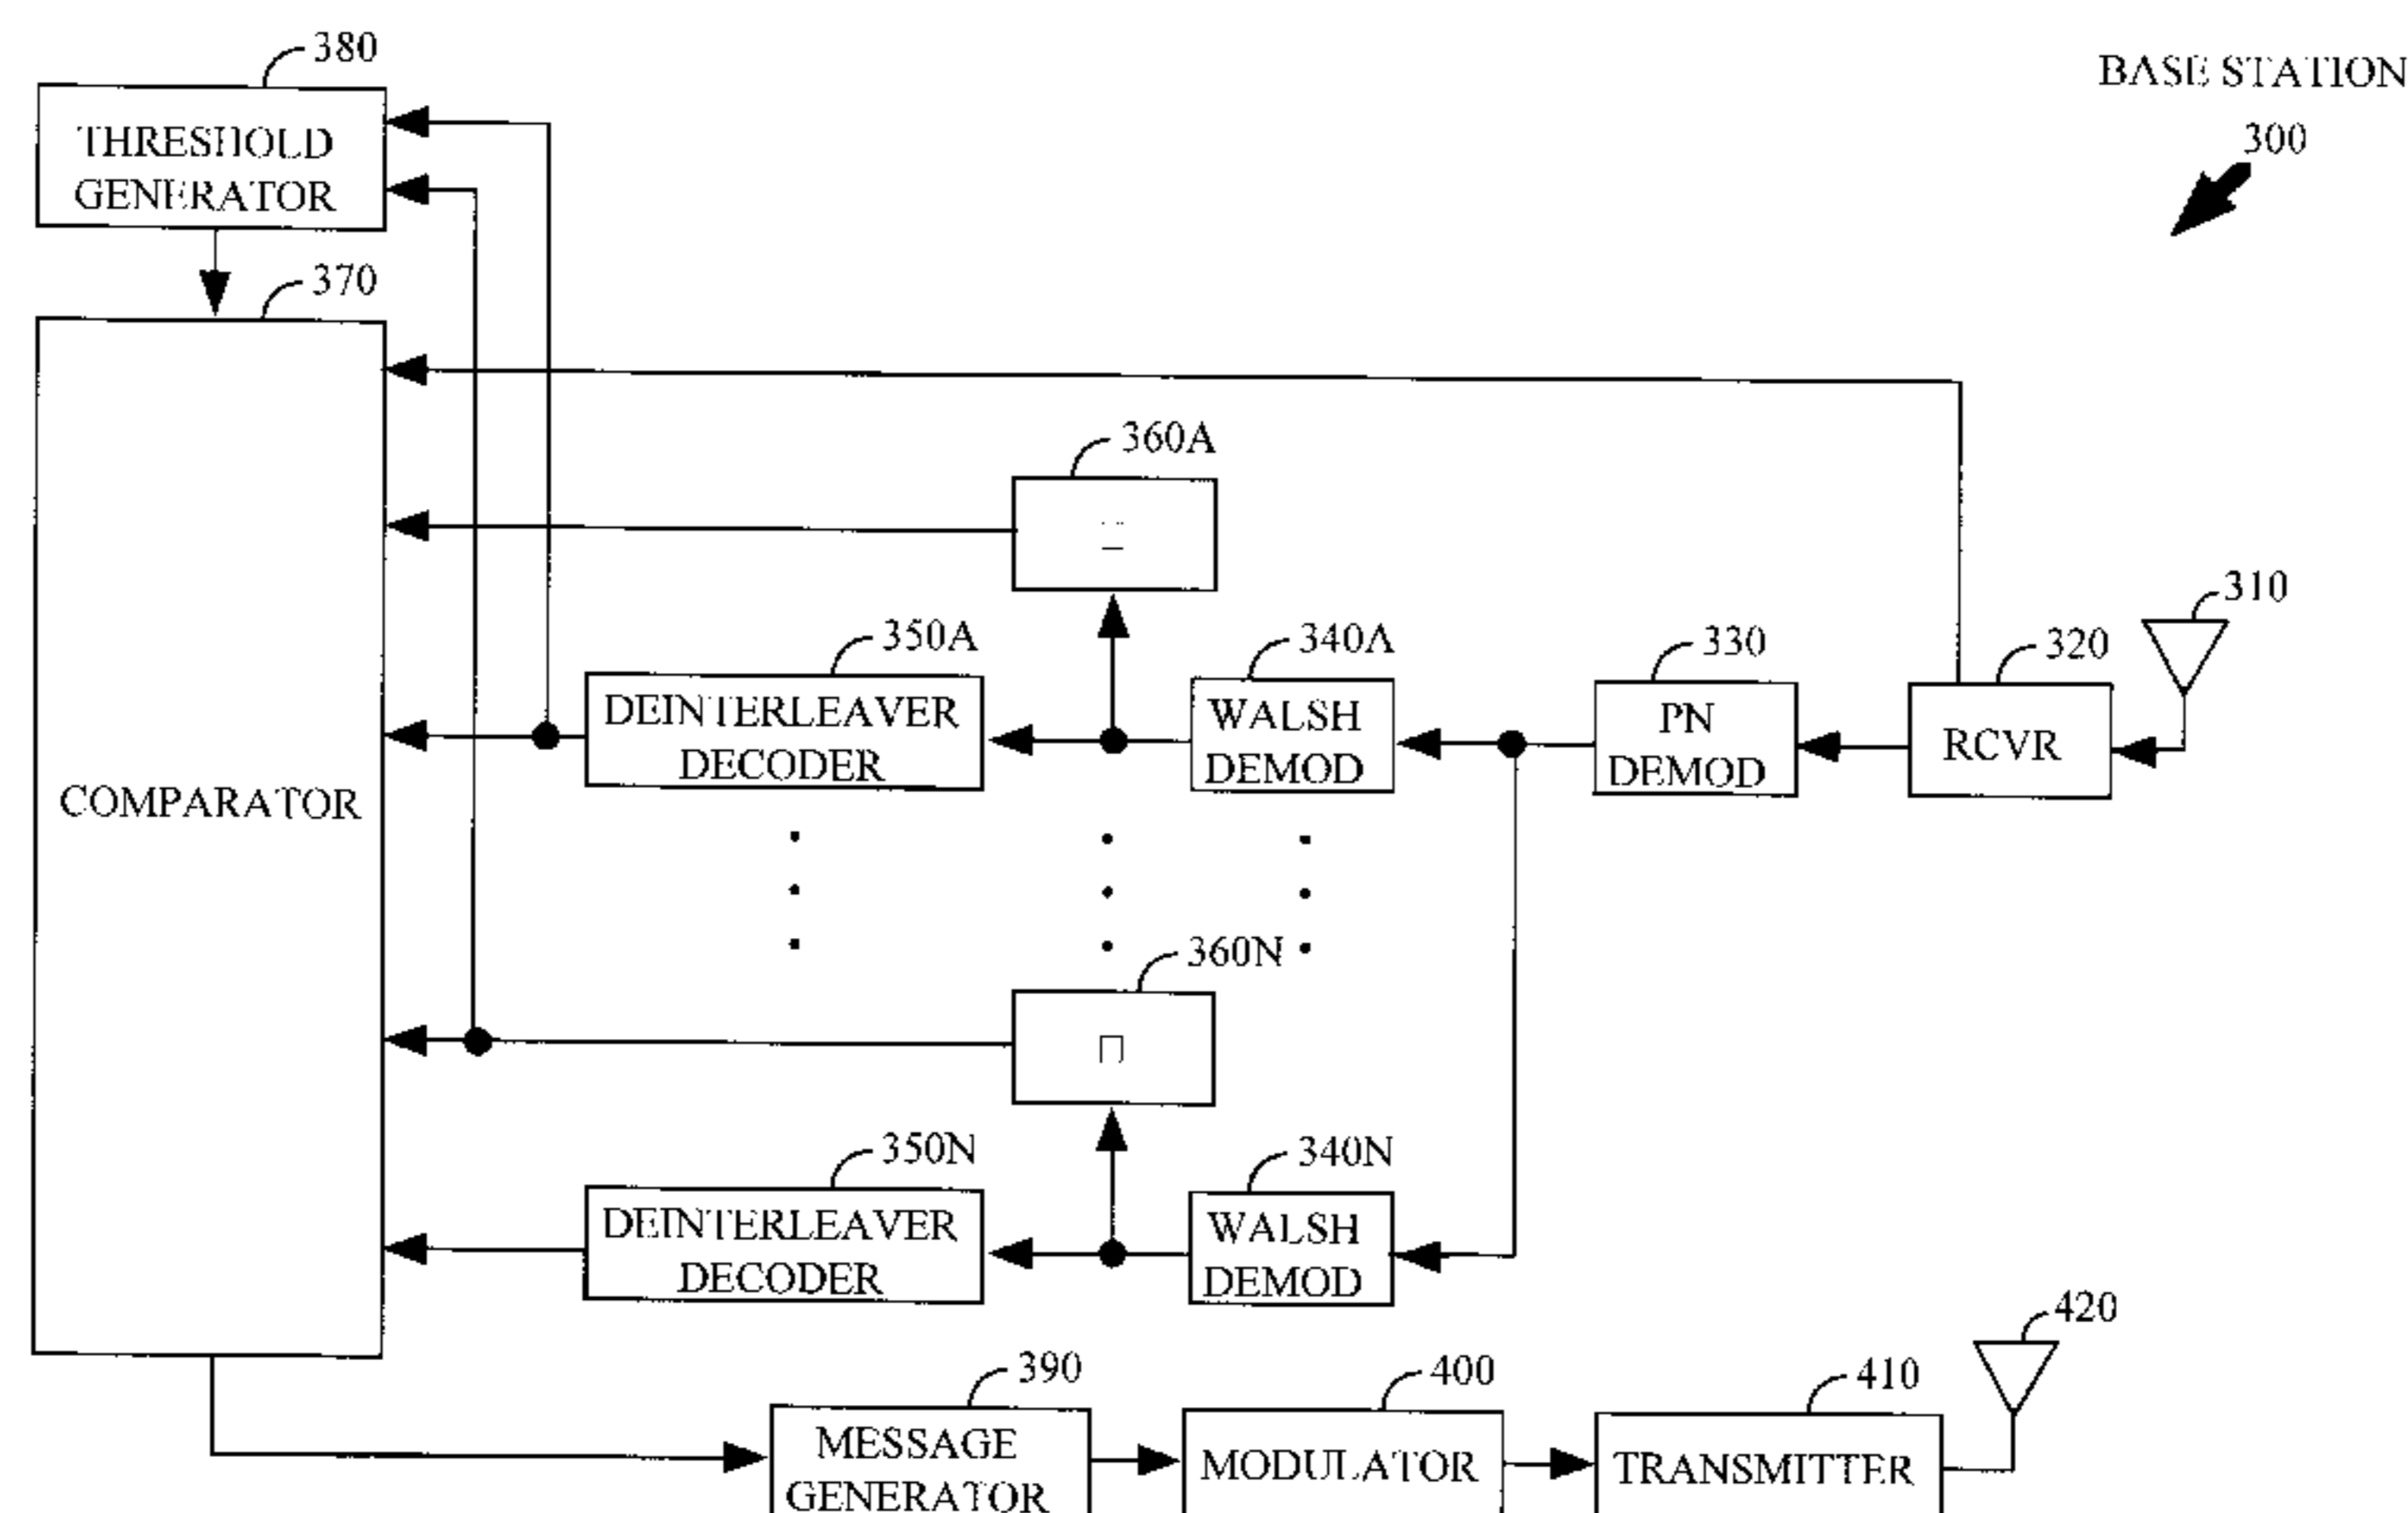 380
BASE STATION
300
THRESHOLD
GENERATOR
370
360A
310
350A
340A
330
320
DEINTERLEAVER
DECODER
WALSH
DEMOD
PN
DEMOD
RCVR
COMPARATOR
360N
350N
340N
DEINTERLEAVER
DECODER
WALSH
DEMOD
420
390
400
410
MESSAGE
GENERATOR
MODULATOR
TRANSMITTER